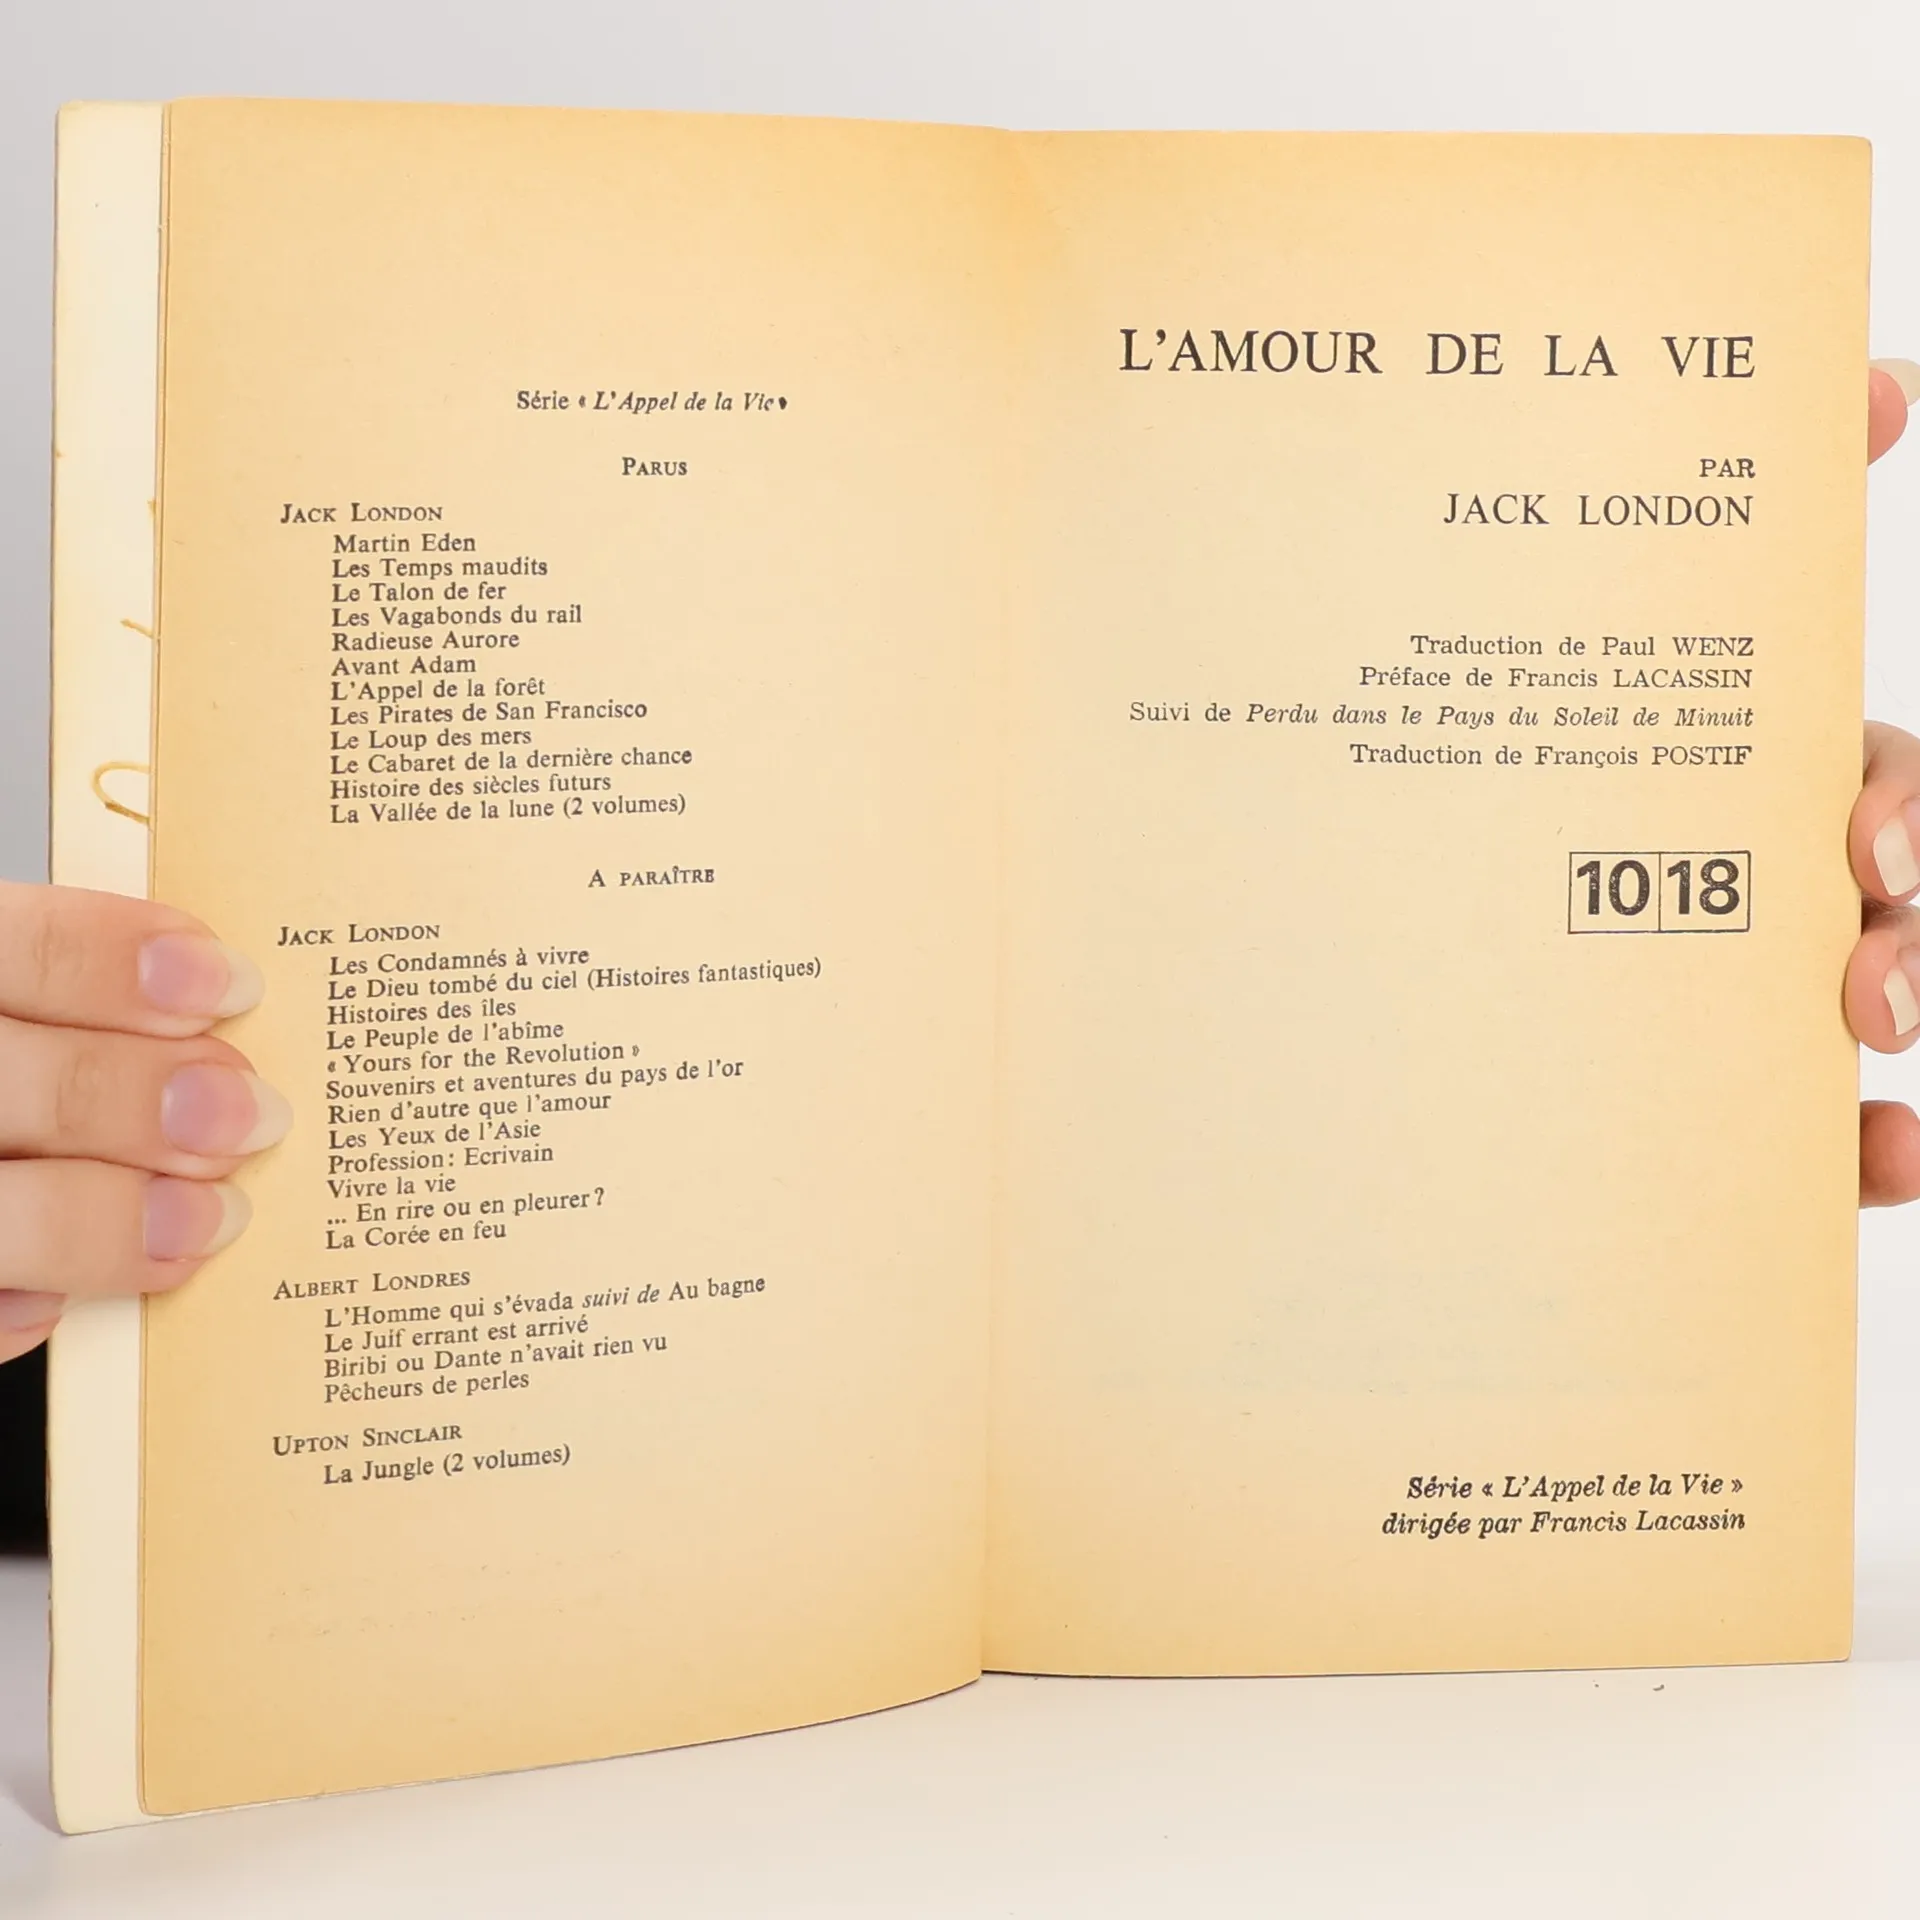 Série « L'Appel de la Vie »
PARUS
JACK LONDON
Martin Eden
Les Temps maudits
Le Talon de fer
Les Vagabonds du rail
Radieuse Aurore
Avant Adam
L'Appel de la forêt
Les Pirates de San Francisco
Le Loup des mers
Le Cabaret de la dernière chance
Histoire des siècles futurs
La Vallée de la lune (2 volumes)
A PARAÎTRE
JACK LONDON
Les Condamnés à vivre
Le Dieu tombé du ciel (Histoires fantastiques)
Histoires des îles
Le Peuple de l'abîme
« Yours for the Revolution »
Souvenirs et aventures du pays de l'or
Rien d'autre que l'amour
Les Yeux de l'Asie
Profession : Ecrivain
Vivre la vie
... En rire ou en pleurer ?
La Corée en feu
ALBERT LONDRES
L'Homme qui s'évada suivi de Au bagne
Le Juif errant est arrivé
Biribi ou Dante n'avait rien vu
Pêcheurs de perles
UPTON SINCLAIR
La Jungle (2 volumes)
L'AMOUR DE LA VIE
PAR
JACK LONDON
Traduction de Paul WENZ
Préface de Francis LACASSIN
Suivi de Perdu dans le Pays du Soleil de Minuit
Traduction de François POSTIF
10 18
Série « L'Appel de la Vie »
dirigée par Francis Lacassin